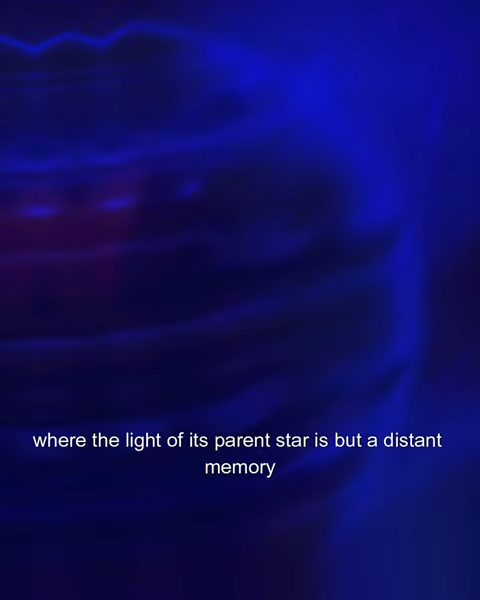 where the light of its parent star is but a distant
memory